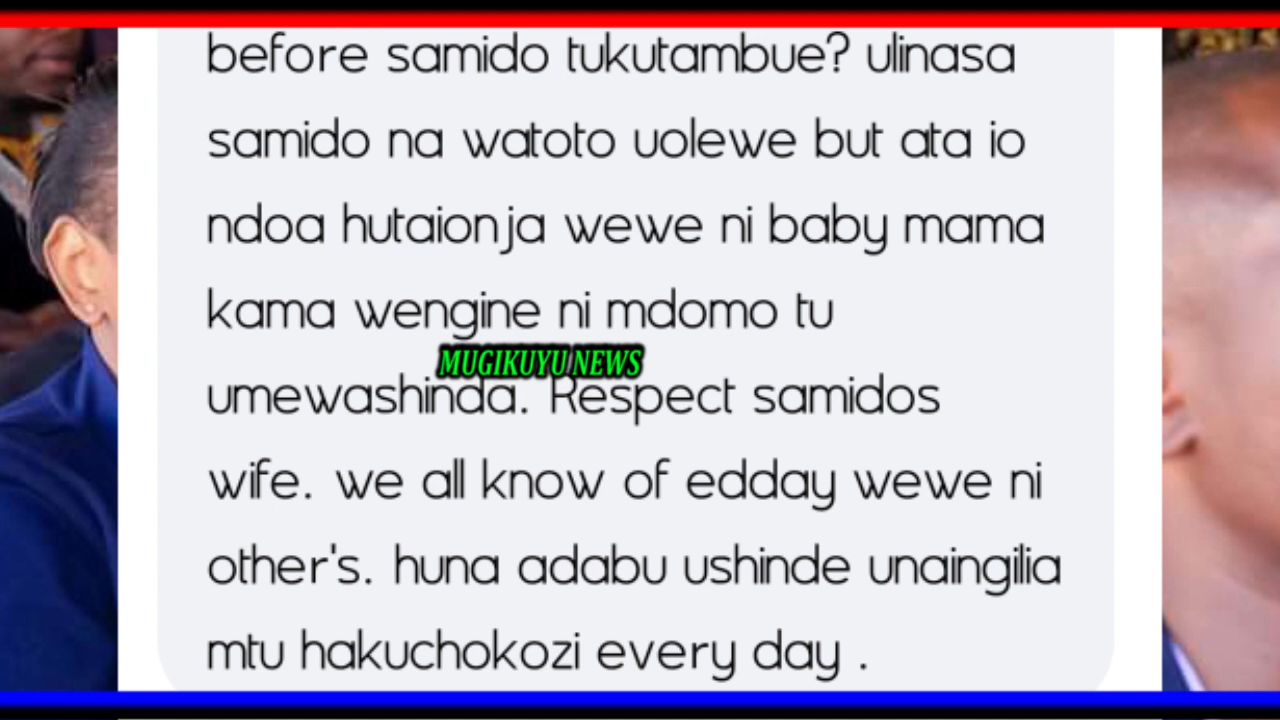 before samido tukutambue? ulinasa
samido na watoto uolewe but ata io
ndoa hutaionja wewe ni baby mama
kama wengine ni mdomo tu
MUGIKUYU NEWS
umewashinda. Respect samidos
wife. we all know of edday wewe ni
other's. huna adabu ushinde unaingilia
mtu hakuchokozi every day .